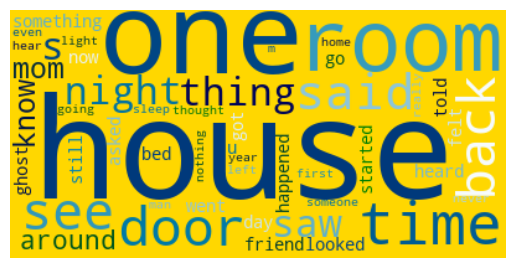 something
one
room
even
hear
light
s
now
m
home
go
mom
night
thing
said
really
told
know
back
going
sleep
thought
got
felt
house
ghost
still
asked
bed
nothing
u
year
left
happened
first
started
heard
someone
man
never
see
door
went
day
saw
time
around
friend
looked